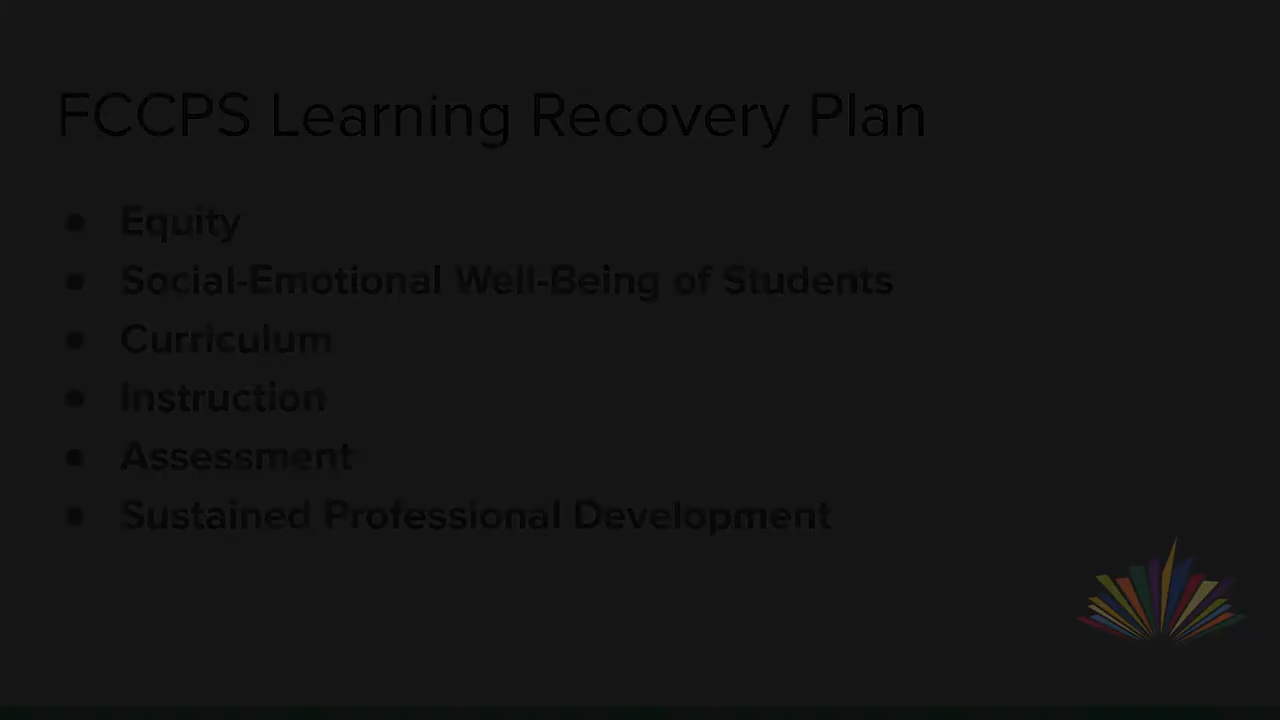 FCCPS Learning Recovery Plan
● Equity
● Social-Emotional Well-Being of Students
● Curriculum
● Instruction
● Assessment
● Sustained Professional Development